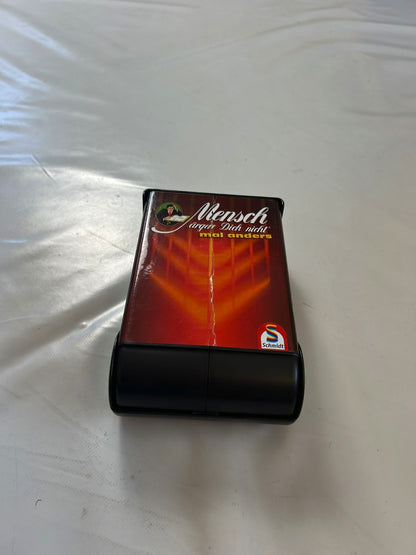 Mensch
ärgere Dich nicht®
mal anders
S
Schmidt